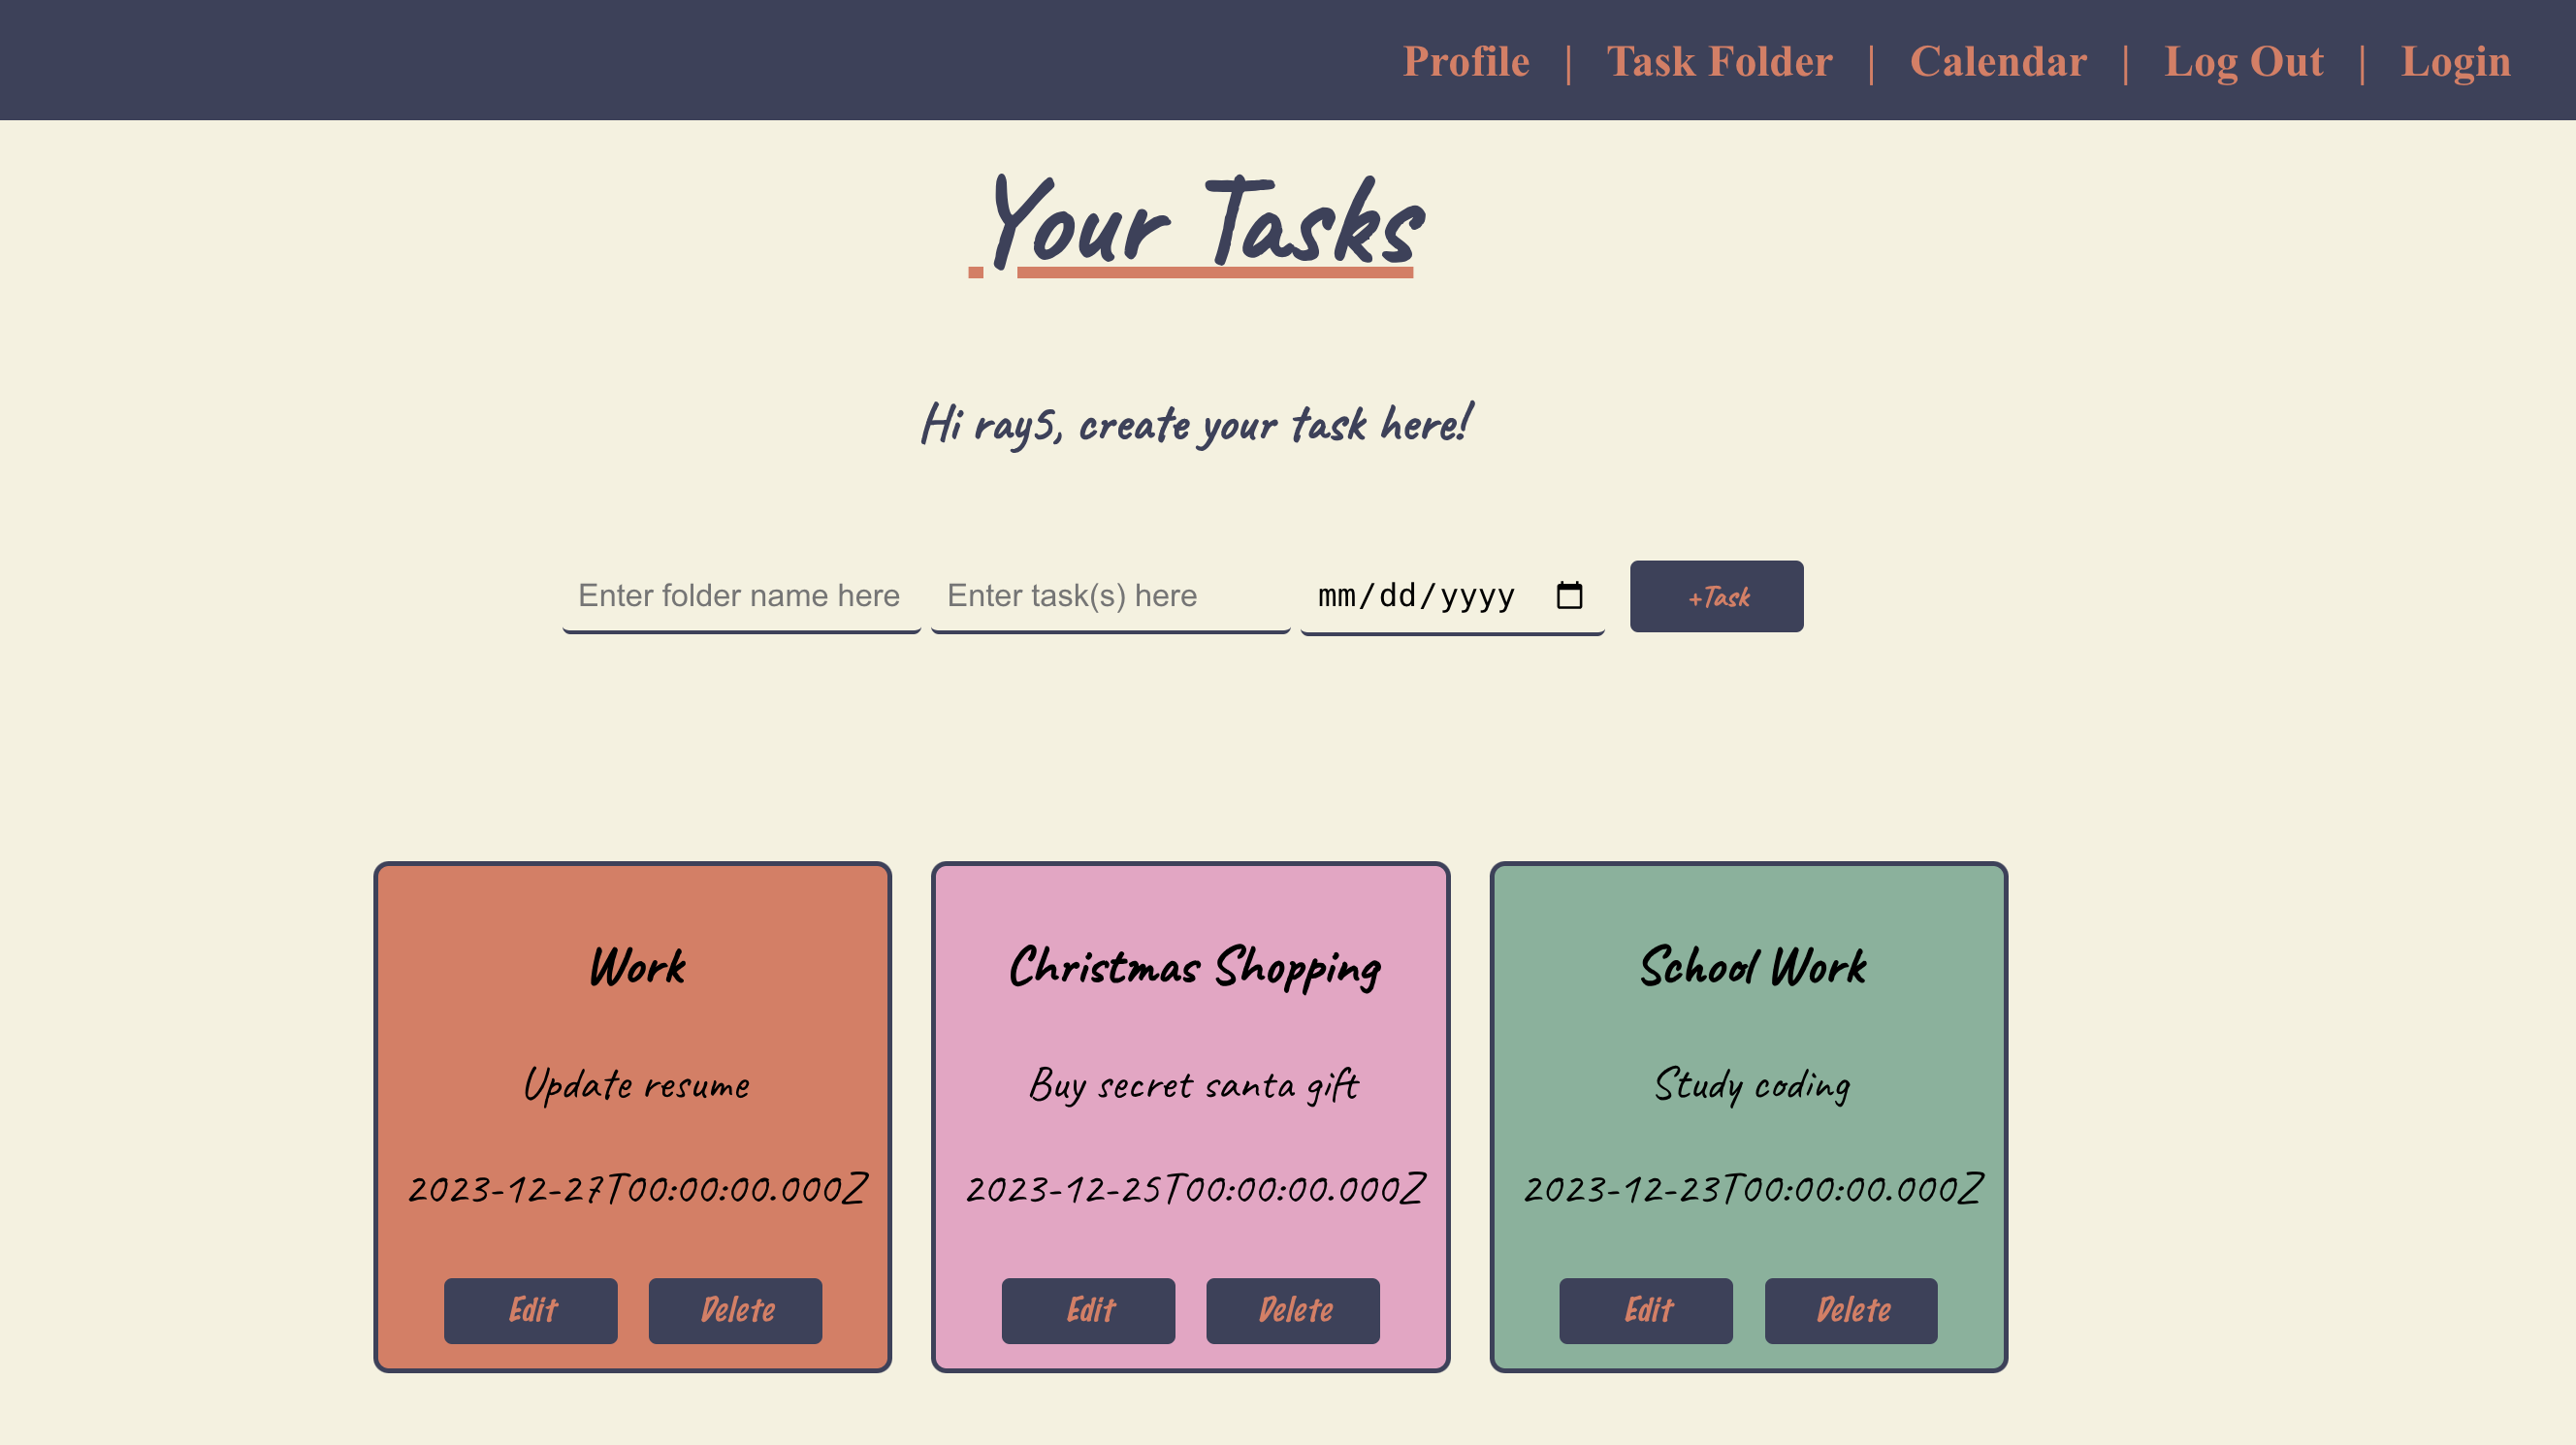 Profile | Task Folder | Calendar | Log Out | Login
Your Tasks
Hi ray5, create your task here!
Enter folder name here Enter task(s) here mm/dd/yyyy +Task
Work
Update resume
2023-12-27T00:00:00.000Z
Edit Delete
Christmas Shopping
Buy secret santa gift
2023-12-25T00:00:00.000Z
Edit Delete
School Work
Study coding
2023-12-23T00:00:00.000Z
Edit Delete